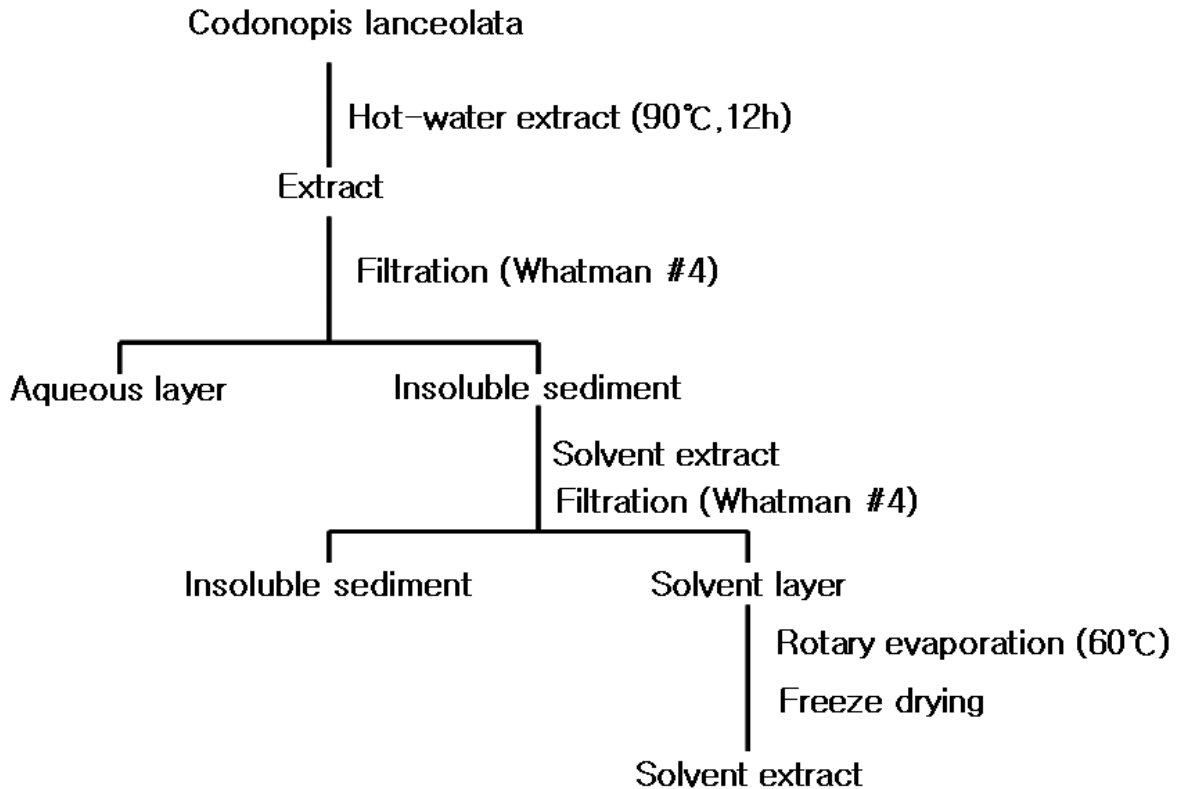 Codonopis lanceolata
Hot-water extract (90℃,12h)
Extract
Filtration (Whatman #4)
Aqueous layer
Insoluble sediment
Solvent extract
Filtration (Whatman #4)
Insoluble sediment
Solvent layer
Rotary evaporation (60℃)
Freeze drying
Solvent extract